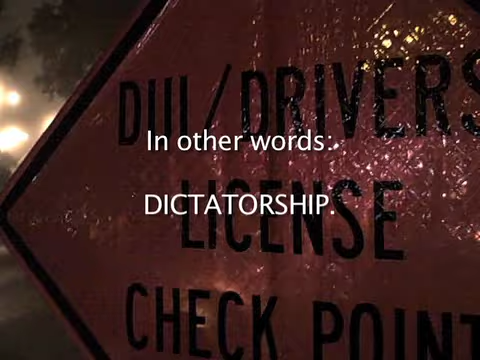 DUI/DRIVERS
In other words:
LICENSE
DICTATORSHIP.
CHECK POINT